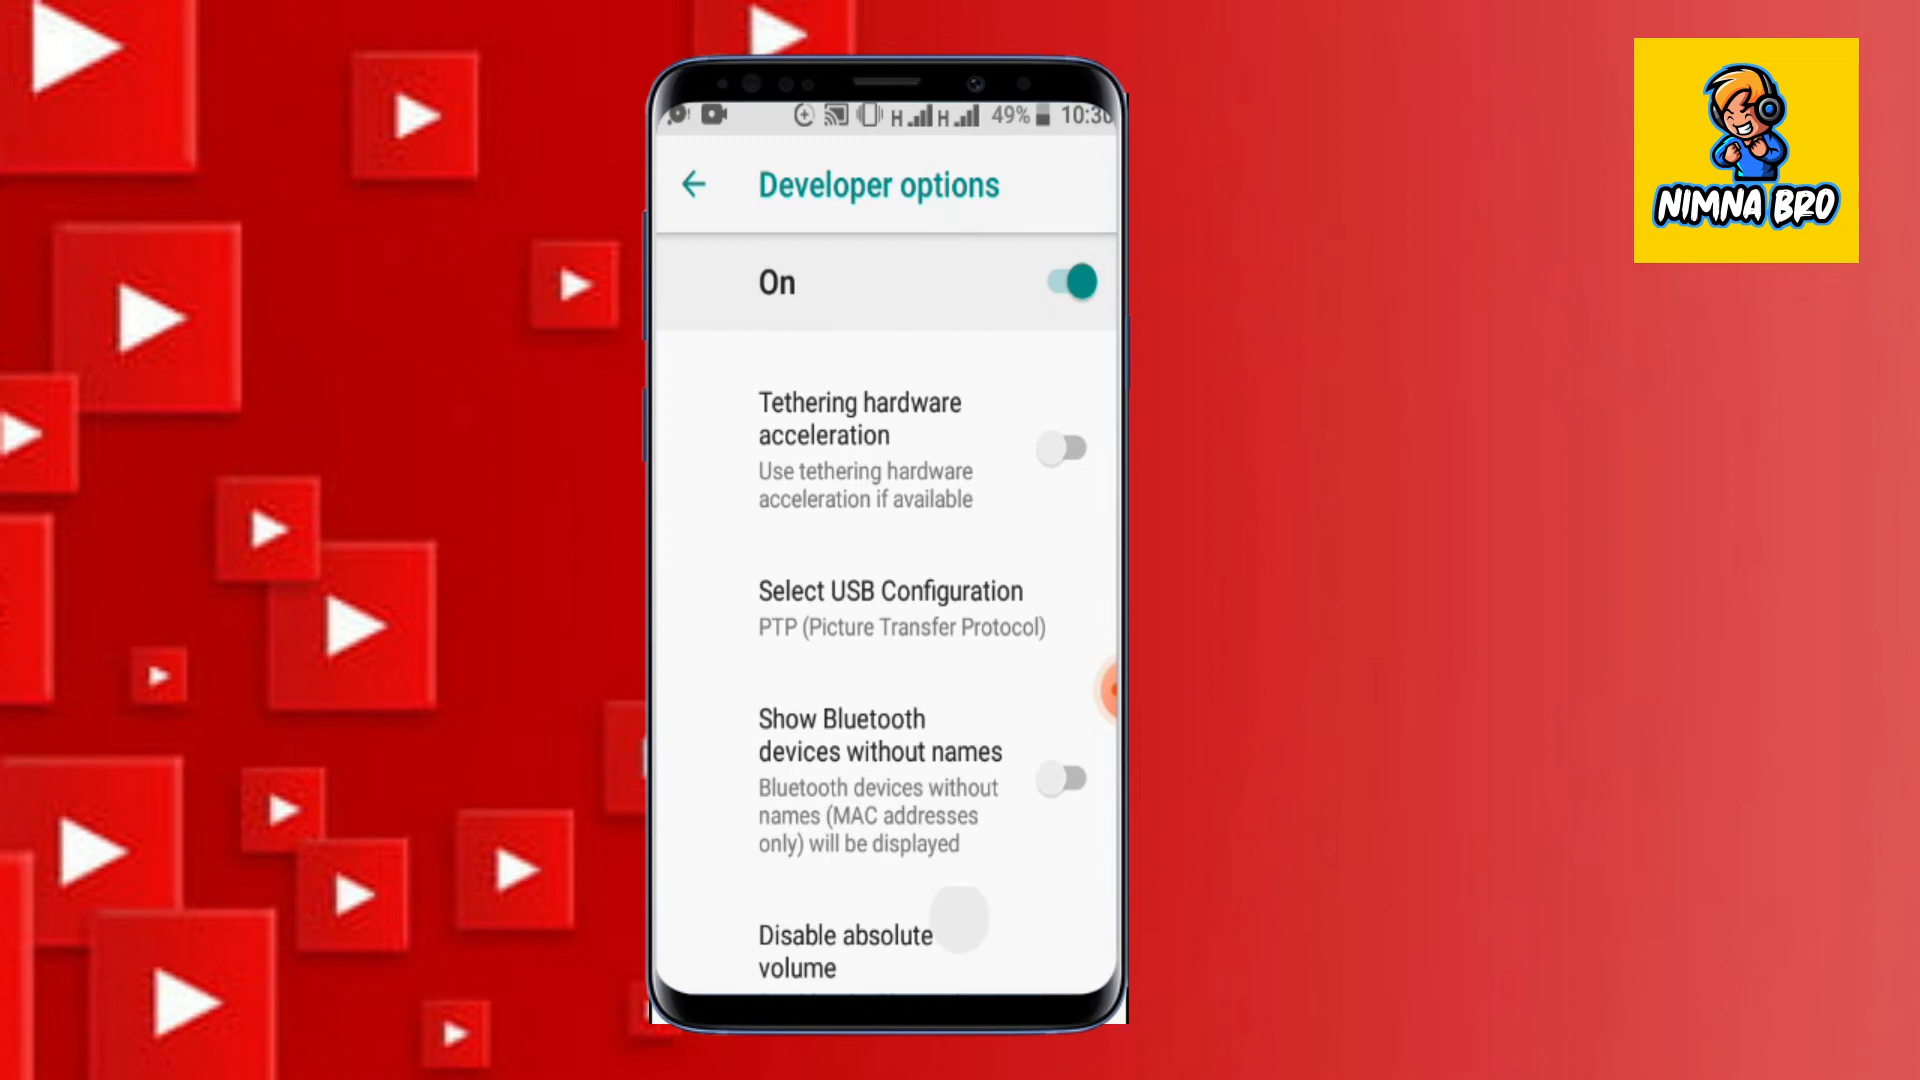 NIMNA BRO
H H 49% 10:30
Developer options
On
Tethering hardware
acceleration
Use tethering hardware
acceleration if available
Select USB Configuration
PTP (Picture Transfer Protocol)
Show Bluetooth
devices without names
Bluetooth devices without
names (MAC addresses
only) will be displayed
Disable absolute
volume